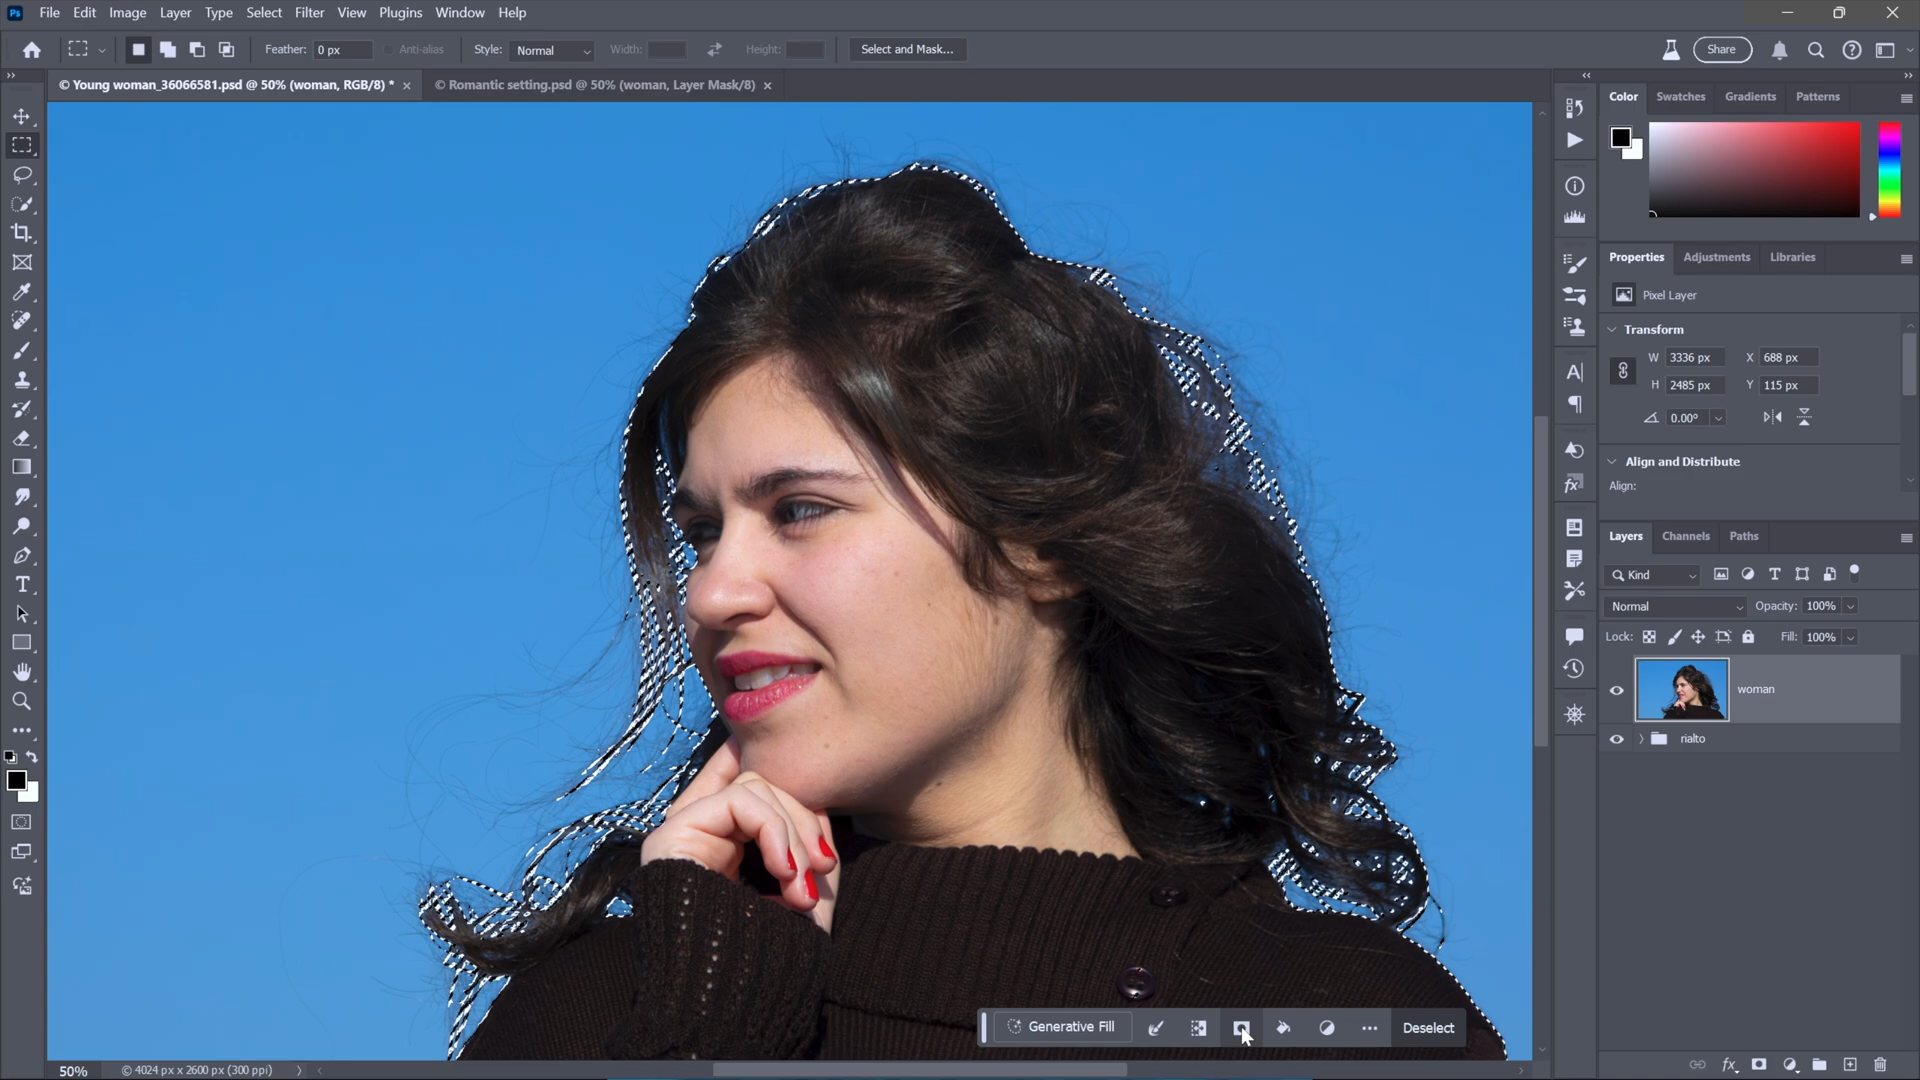 Ps File Edit Image Layer Type Select Filter View Plugins Window Help
Feather: 0 px Anti-alias Style: Normal Width: Height: Select and Mask... Share
© Young woman_36066581.psd @ 50% (woman, RGB/8) * × © Romantic setting.psd @ 50% (woman, Layer Mask/8) ×
Color Swatches Gradients Patterns
Properties Adjustments Libraries
Pixel Layer
Transform
W 3336 px X 688 px
H 2485 px Y 115 px
0.00°
Align and Distribute
Align:
Layers Channels Paths
Kind
Normal Opacity: 100%
Lock: Fill: 100%
woman
rialto
Generative Fill Deselect
50% © 4024 px x 2600 px (300 ppi)